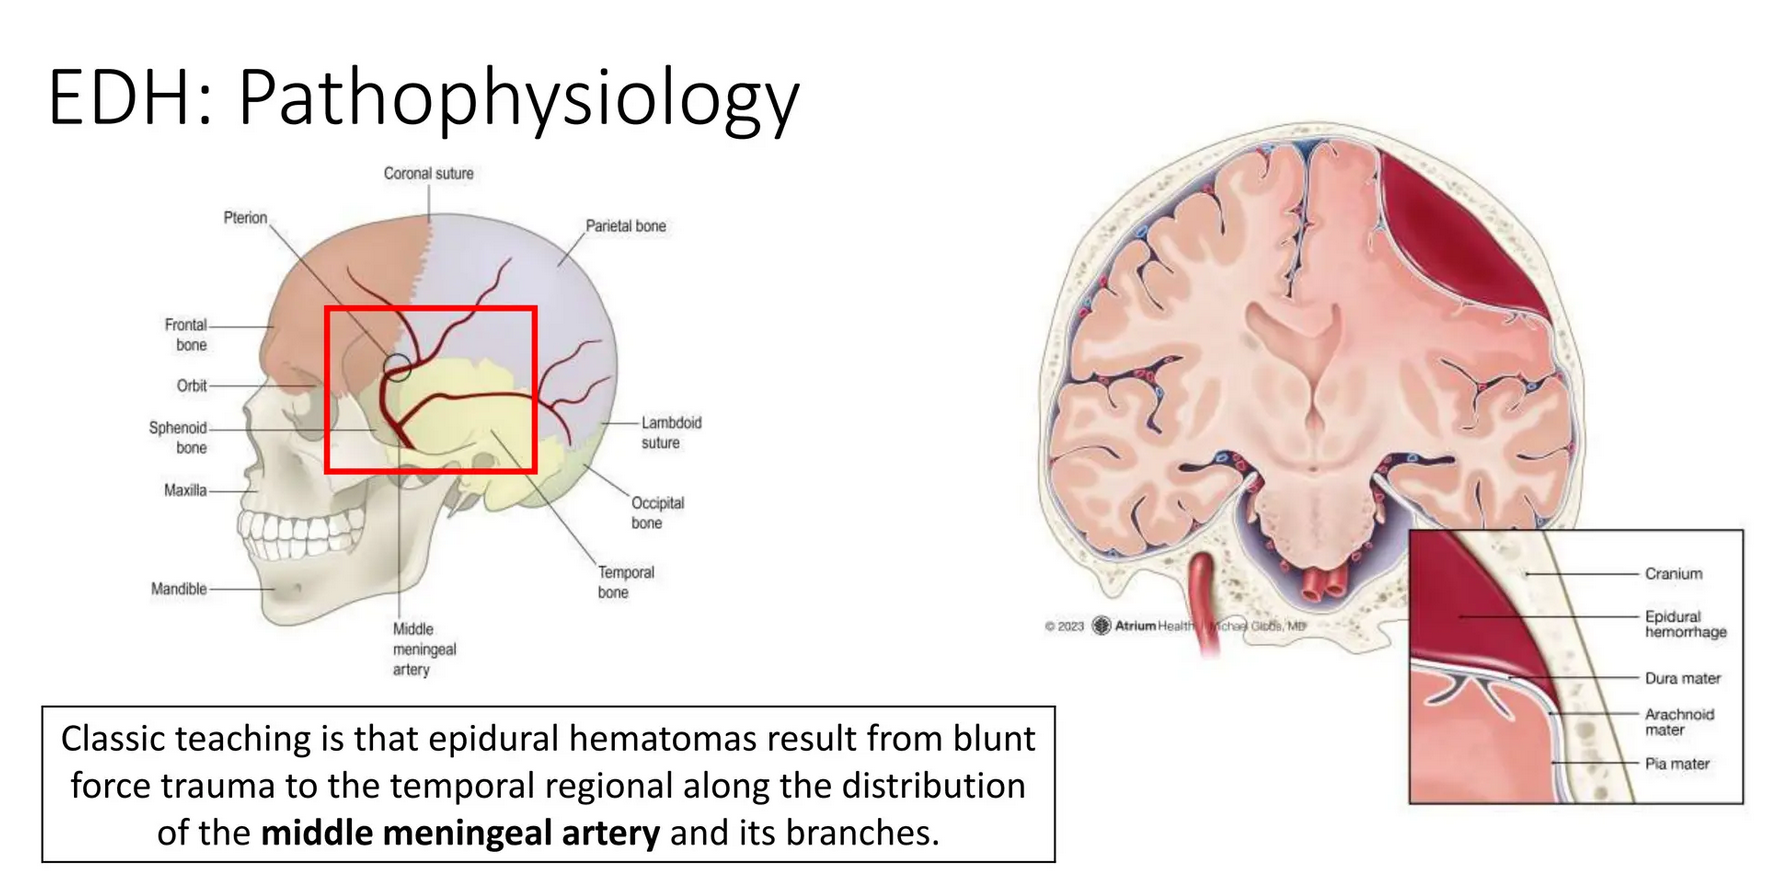 EDH: Pathophysiology
Coronal suture
Pterion
Parietal bone
Frontal
bone
Orbit
Sphenoid
bone
Lambdoid
suture
Maxilla
Occipital
bone
Temporal
bone
Mandible
Middle
meningeal
artery
© 2023 AtriumHealth Michael Gibbs, MD
Cranium
Epidural
hemorrhage
Dura mater
Arachnoid
mater
Pia mater
Classic teaching is that epidural hematomas result from blunt
force trauma to the temporal regional along the distribution
of the middle meningeal artery and its branches.